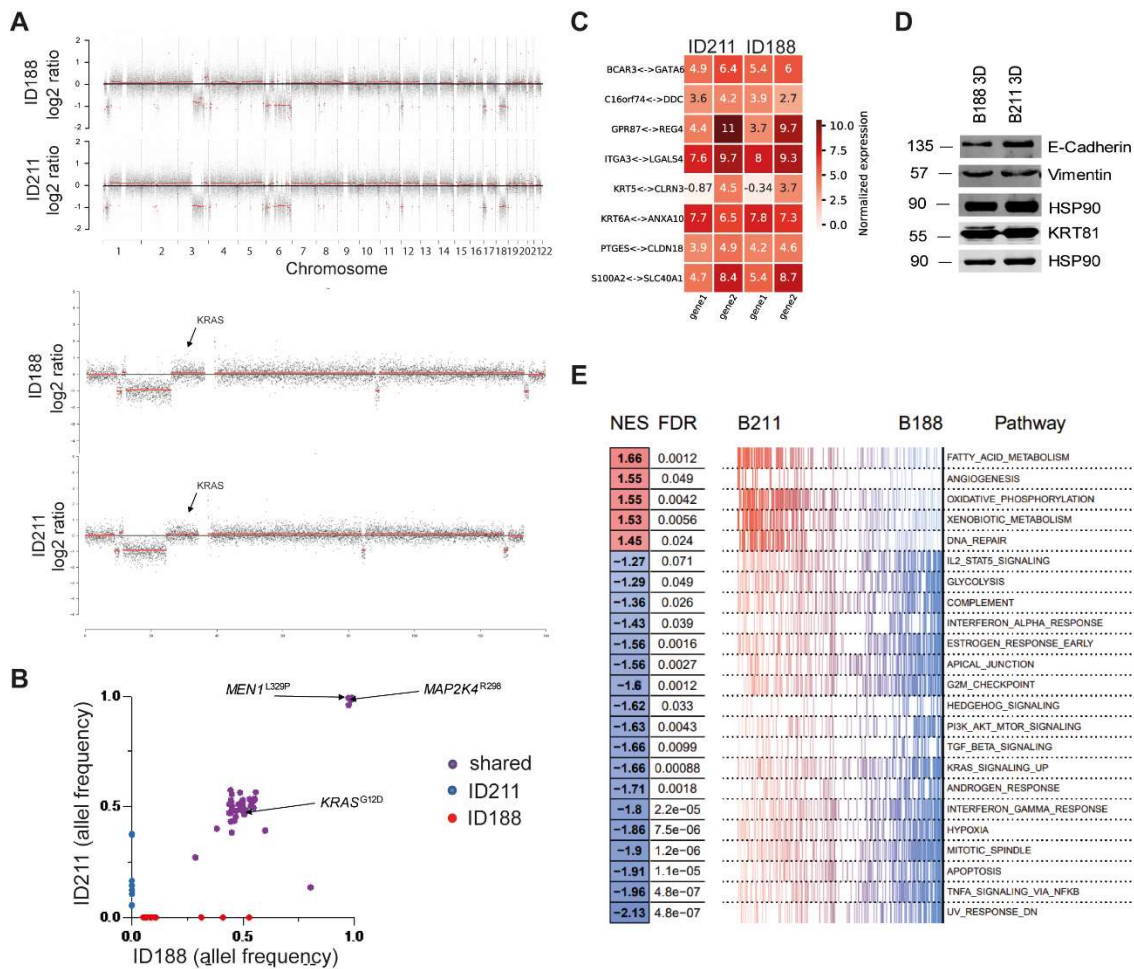 A
ID188
log2 ratio
2
1
0
-1
-2
ID211
log2 ratio
2
1
0
-1
-2
1 2 3 4 5 6 7 8 9 10 11 12 13 14 15 16 17 18 19 202122
Chromosome
KRAS
ID188
log2 ratio
KRAS
ID211
log2 ratio
B
ID211 (allel frequency)
1.0
0.5
0.0
MEN1L329P
MAP2K4R298
KRASG12D
shared
ID211
ID188
0.0 0.5 1.0
ID188 (allel frequency)
C
ID211 ID188
BCAR3<->GATA6 4.9 6.4 5.4 6
C16orf74<->DDC 3.6 4.2 3.9 2.7
GPR87<->REG4 4.4 11 3.7 9.7
ITGA3<->LGALS4 7.6 9.7 8 9.3
KRT5<->CLRN3 -0.87 4.5 -0.34 3.7
KRT6A<->ANXA10 7.7 6.5 7.8 7.3
PTGES<->CLDN18 3.9 4.9 4.2 4.6
S100A2<->SLC40A1 4.7 8.4 5.4 8.7
gene1 gene2 gene1 gene2
10.0
7.5
5.0
2.5
0.0
Normalized expression
D
B188 3D
B211 3D
135 E-Cadherin
57 Vimentin
90 HSP90
55 KRT81
90 HSP90
E
NES FDR B211 B188 Pathway
1.66 0.0012 FATTY_ACID_METABOLISM
1.55 0.049 ANGIOGENESIS
1.55 0.0042 OXIDATIVE_PHOSPHORYLATION
1.53 0.0056 XENOBIOTIC_METABOLISM
1.45 0.024 DNA_REPAIR
−1.27 0.071 IL2_STAT5_SIGNALING
−1.29 0.049 GLYCOLYSIS
−1.36 0.026 COMPLEMENT
−1.43 0.039 INTERFERON_ALPHA_RESPONSE
−1.56 0.0016 ESTROGEN_RESPONSE_EARLY
−1.56 0.0027 APICAL_JUNCTION
−1.6 0.0012 G2M_CHECKPOINT
−1.62 0.033 HEDGEHOG_SIGNALING
−1.63 0.0043 PI3K_AKT_MTOR_SIGNALING
−1.66 0.0099 TGF_BETA_SIGNALING
−1.66 0.00088 KRAS_SIGNALING_UP
−1.71 0.0018 ANDROGEN_RESPONSE
−1.8 2.2e−05 INTERFERON_GAMMA_RESPONSE
−1.86 7.5e−06 HYPOXIA
−1.9 1.2e−06 MITOTIC_SPINDLE
−1.91 1.1e−05 APOPTOSIS
−1.96 4.8e−07 TNFA_SIGNALING_VIA_NFKB
−2.13 4.8e−07 UV_RESPONSE_DN